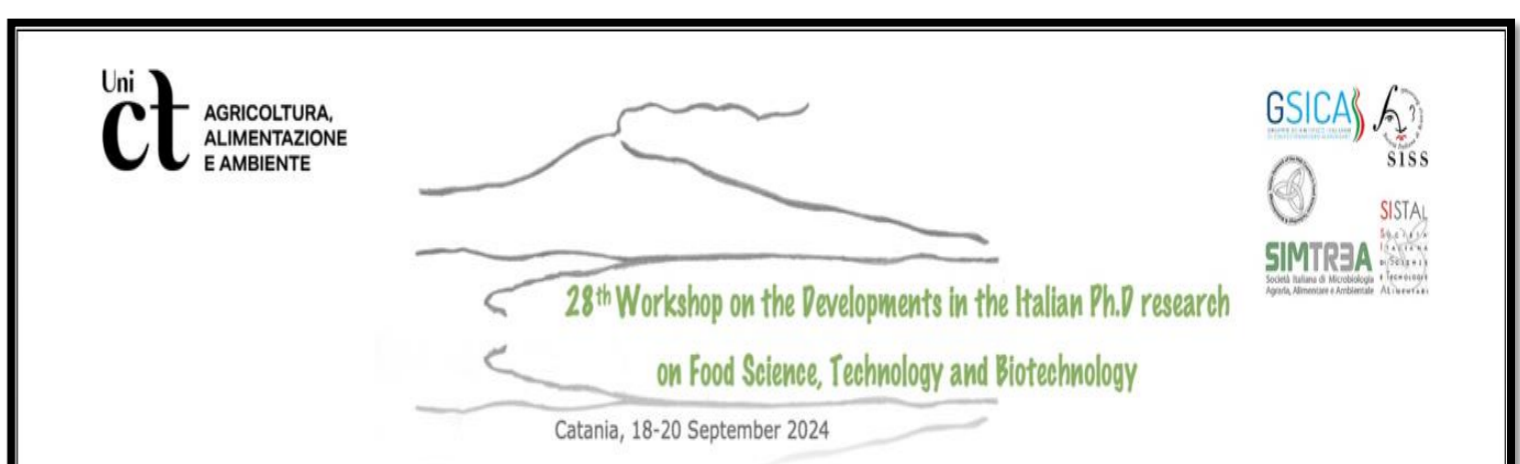 Uni
ct
AGRICOLTURA,
ALIMENTAZIONE
E AMBIENTE
GSICA
SISS
SISTAL
SIMTR3A
Società Italiana di Microbiologia
Agraria, Alimentare e Ambientale
28th Workshop on the Developments in the Italian Ph.D research
on Food Science, Technology and Biotechnology
Catania, 18-20 September 2024